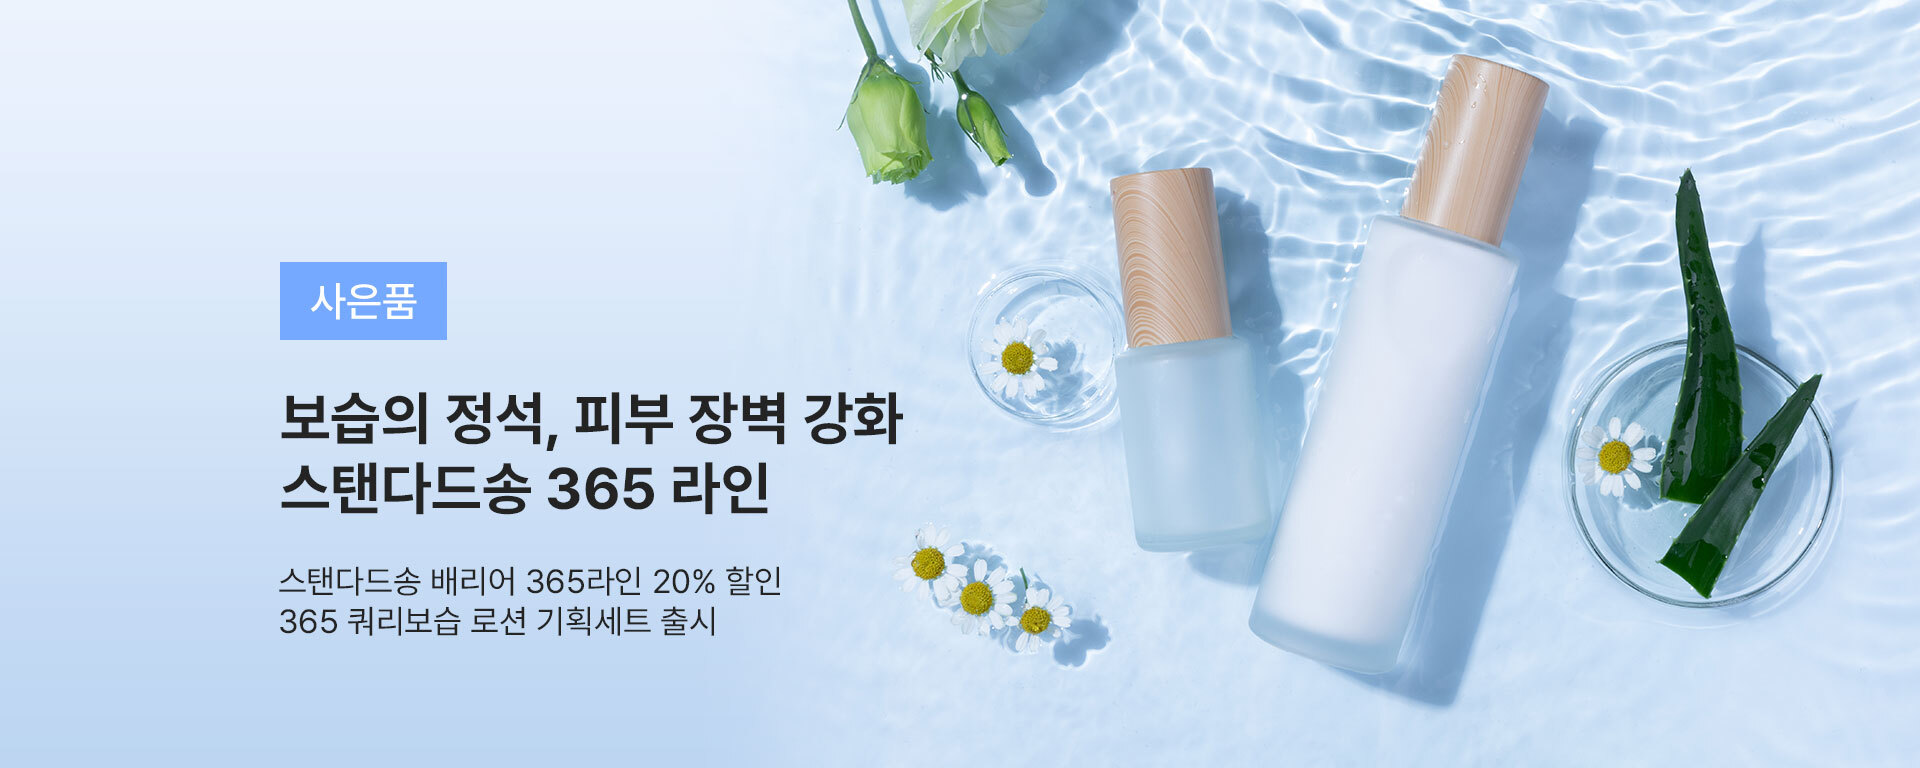 사은품
보습의 정석, 피부 장벽 강화
스탠다드송 365 라인
스탠다드송 배리어 365라인 20% 할인
365 쿼리보습 로션 기획세트 출시